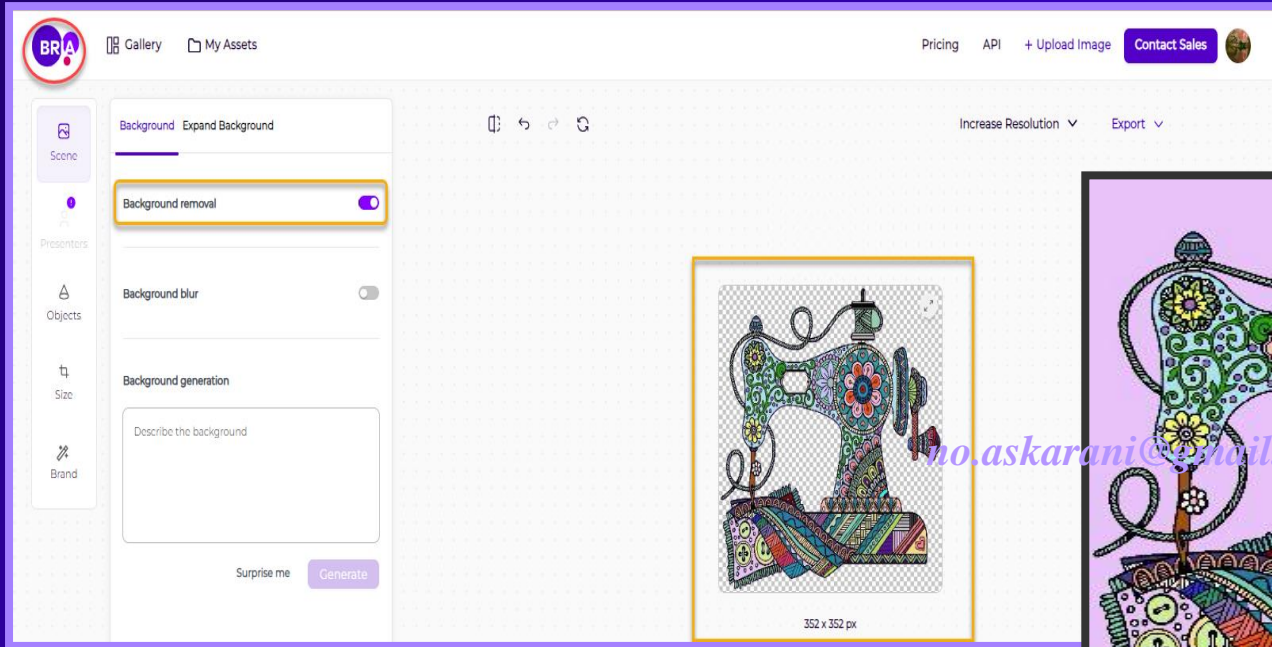 BRIA
Gallery
My Assets
Pricing
API
+ Upload Image
Contact Sales
Scene
Presenters
Objects
Size
Brand
Background
Expand Background
Background removal
Background blur
Background generation
Describe the background
Surprise me
Generate
Increase Resolution
Export
352 x 352 px
no.askarani@gmail